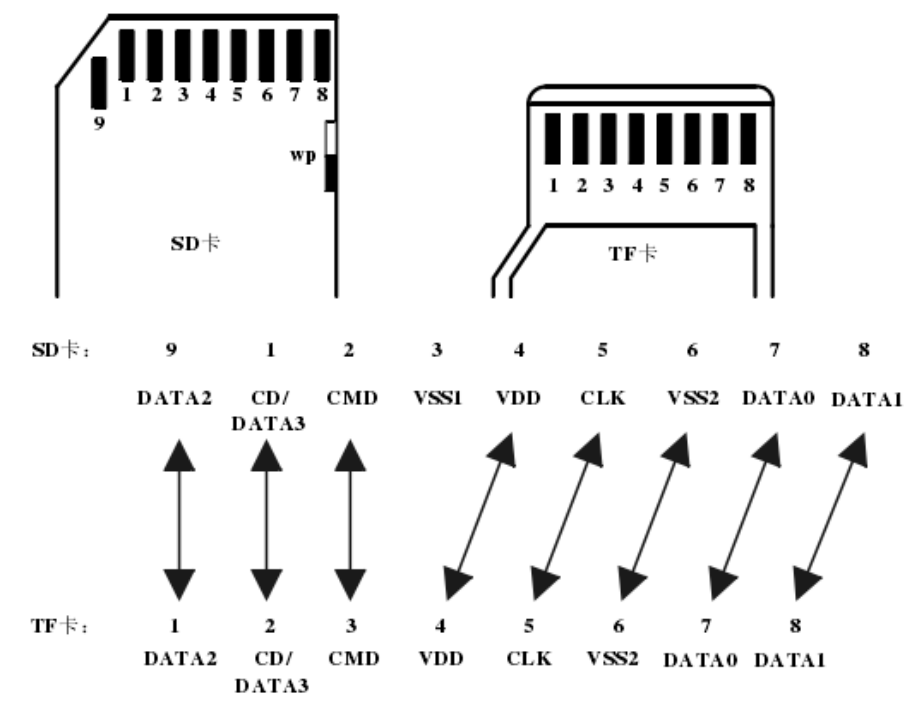 1 2 3 4 5 6 7 8
9
wp
SD卡
1 2 3 4 5 6 7 8
TF卡
SD卡: 9 1 2 3 4 5 6 7 8
DATA2 CD/ CMD VSS1 VDD CLK VSS2 DATA0 DATA1
DATA3
TF卡: 1 2 3 4 5 6 7 8
DATA2 CD/ CMD VDD CLK VSS2 DATA0 DATA1
DATA3